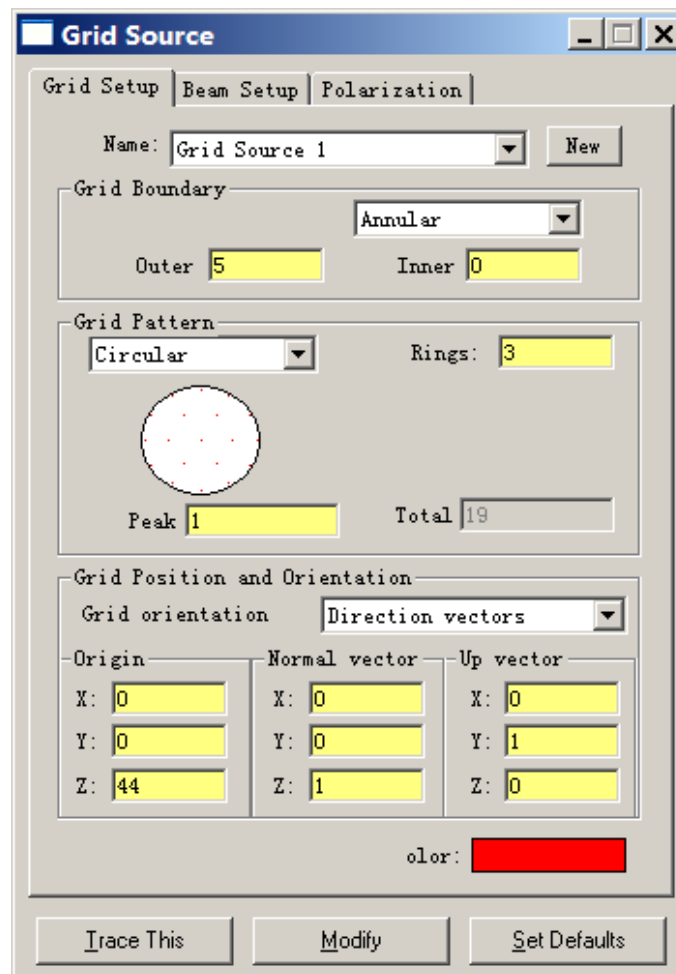 Grid Source
Grid Setup Beam Setup Polarization
Name: Grid Source 1 New
Grid Boundary
Annular
Outer 5 Inner 0
Grid Pattern
Circular Rings: 3
Peak 1 Total 19
Grid Position and Orientation
Grid orientation Direction vectors
Origin Normal vector Up vector
X: 0 X: 0 X: 0
Y: 0 Y: 0 Y: 1
Z: 44 Z: 1 Z: 0
olor:
Trace This Modify Set Defaults